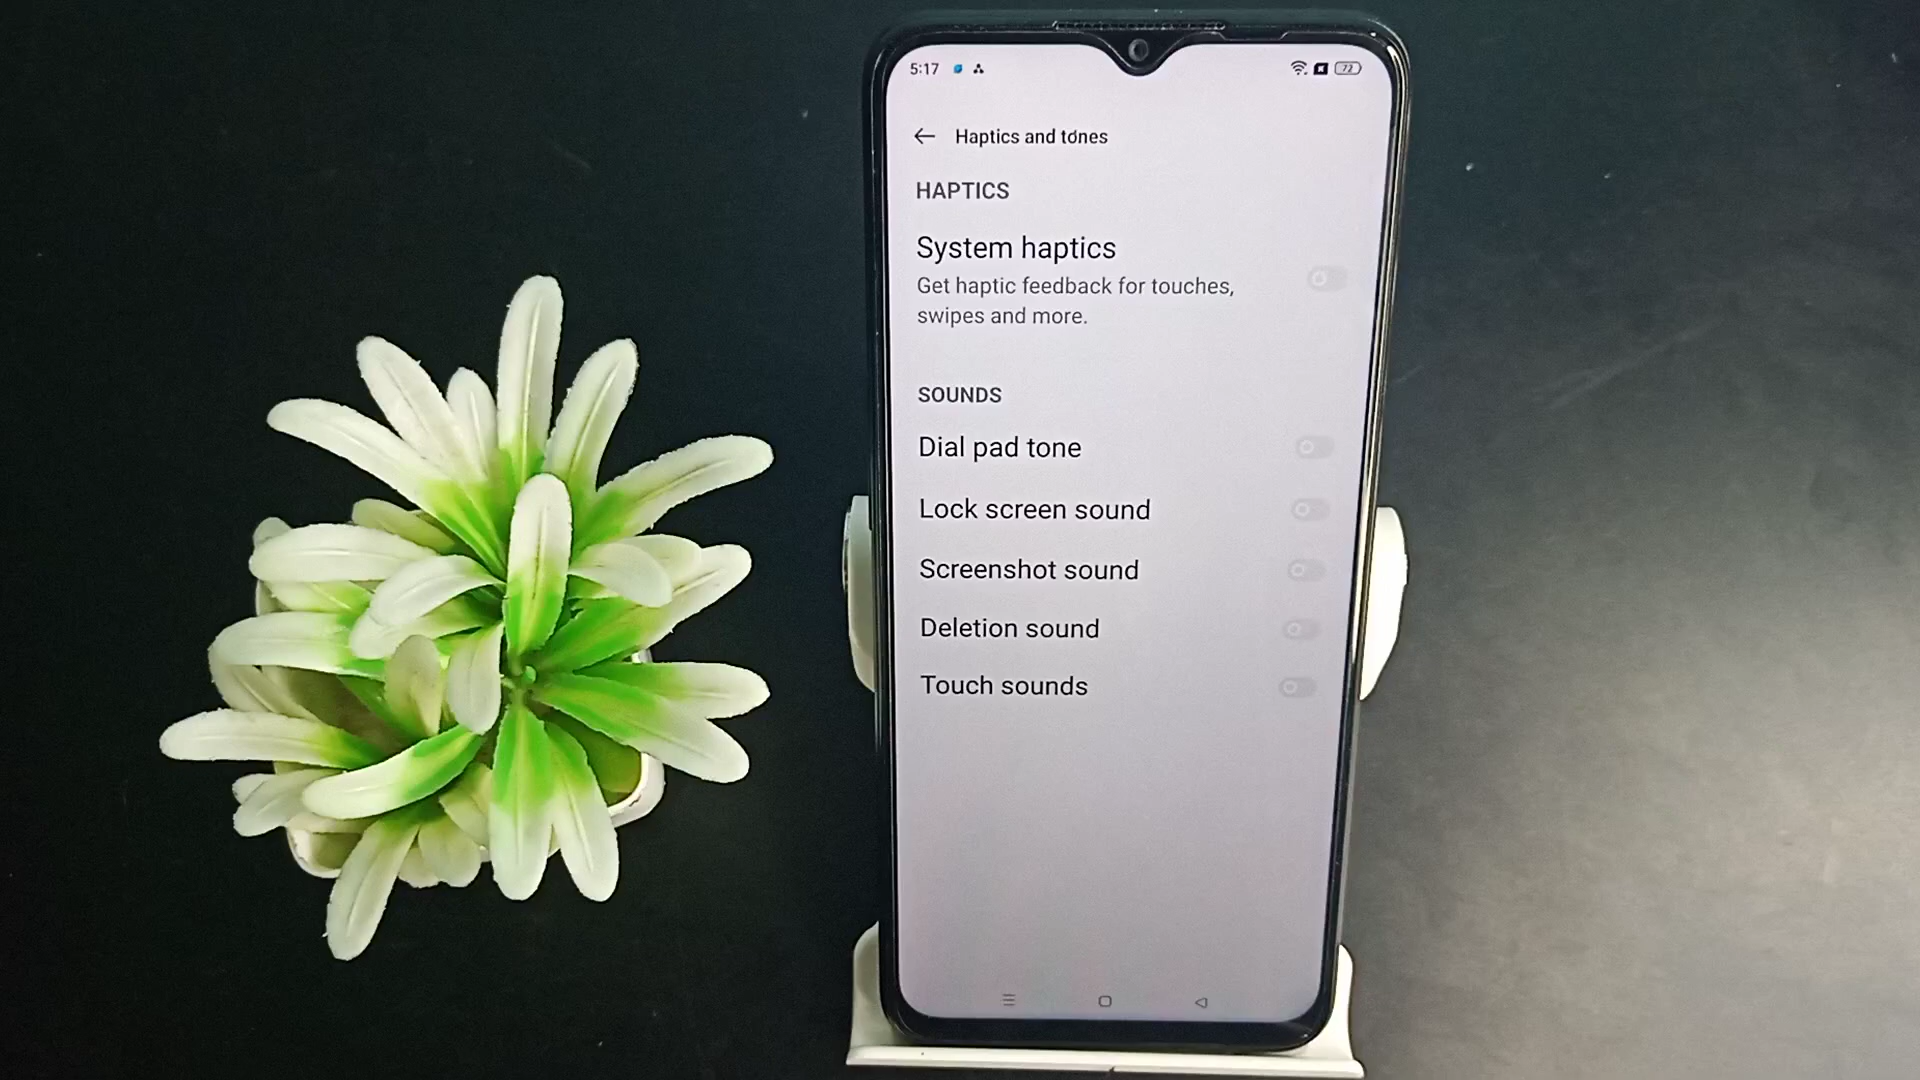 5:17
72
Haptics and tones
HAPTICS
System haptics
Get haptic feedback for touches,
swipes and more.
SOUNDS
Dial pad tone
Lock screen sound
Screenshot sound
Deletion sound
Touch sounds